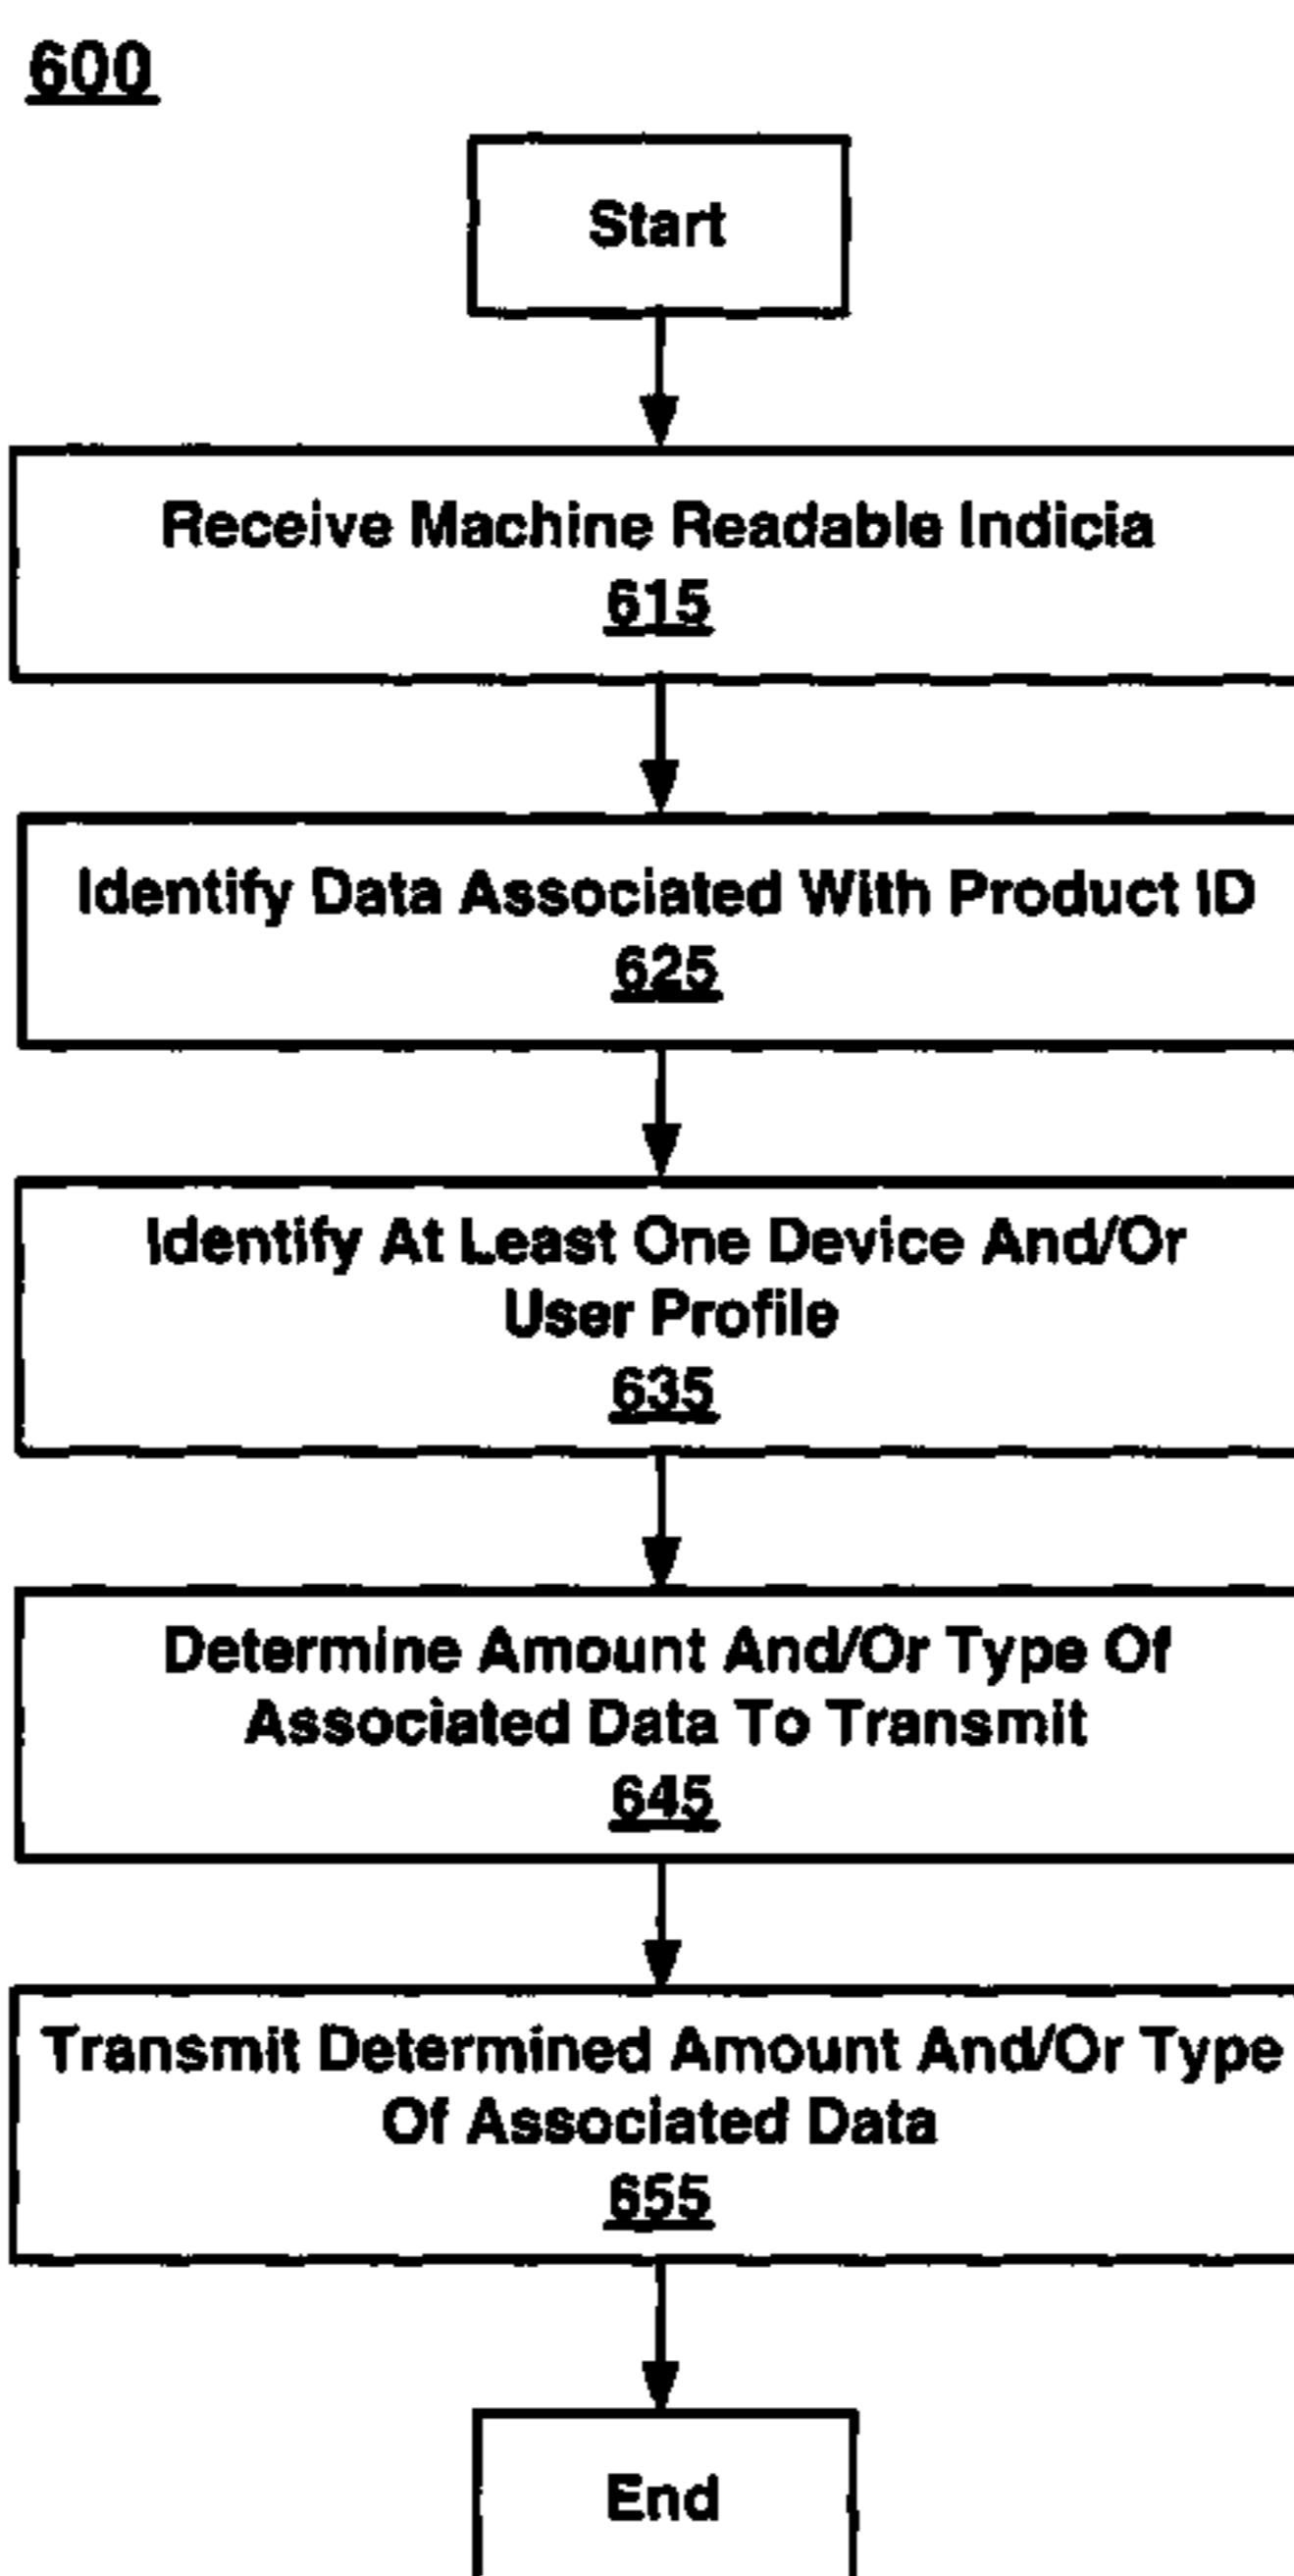 600
Start
Receive Machine Readable Indicia
615
Identify Data Associated With Product ID
625
Identify At Least One Device And/Or
User Profile
635
Determine Amount And/Or Type Of
Associated Data To Transmit
645
Transmit Determined Amount And/Or Type
Of Associated Data
655
End